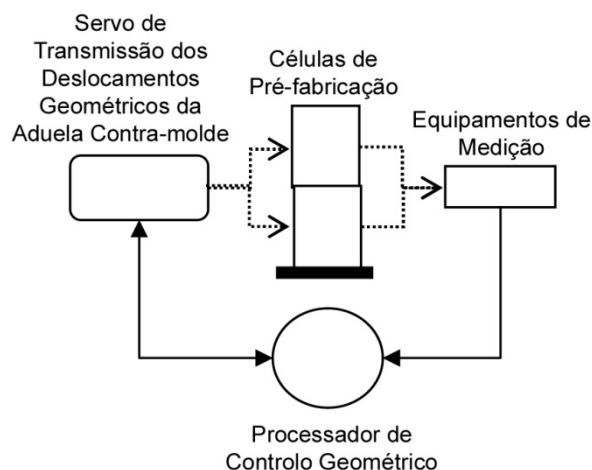 Servo de
Transmissão dos
Deslocamentos
Geométricos da
Aduela Contra-molde
Células de
Pré-fabricação
Equipamentos de
Medição
Processador de
Controlo Geométrico